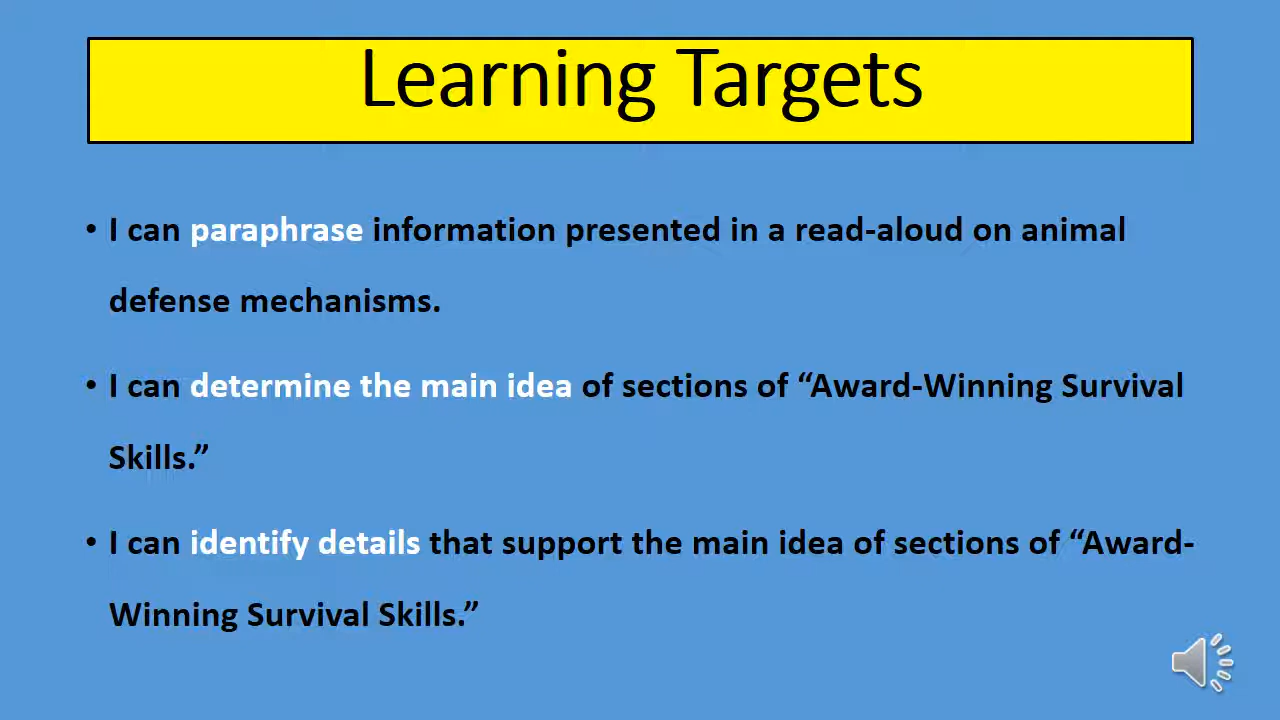 Learning Targets
• I can paraphrase information presented in a read-aloud on animal
defense mechanisms.
• I can determine the main idea of sections of “Award-Winning Survival
Skills.”
• I can identify details that support the main idea of sections of “Award-
Winning Survival Skills.”